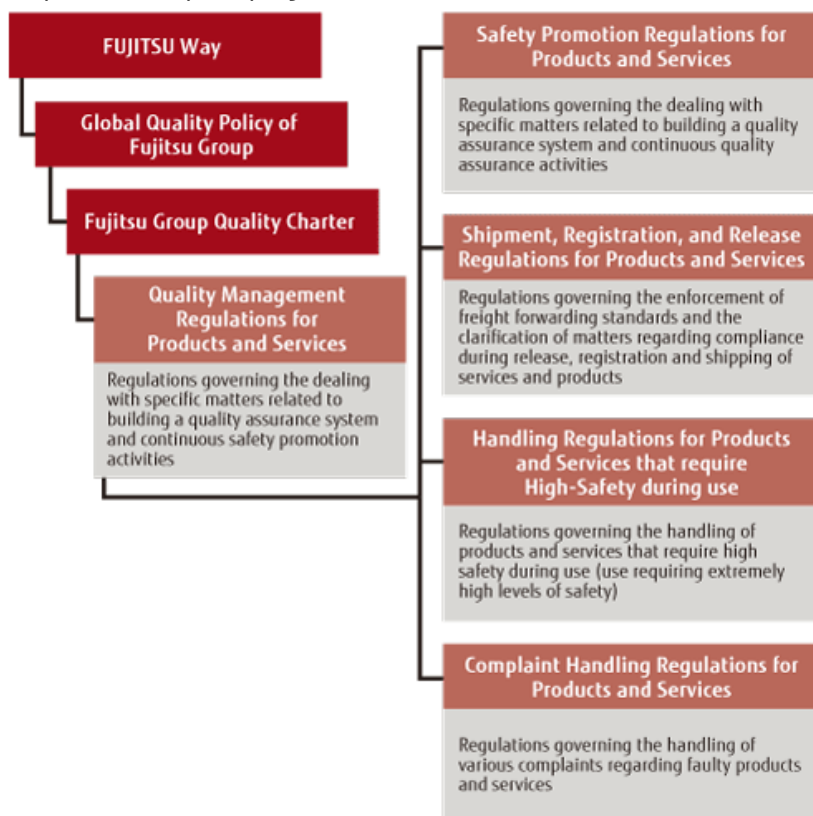 FUJITSU Way
Global Quality Policy of
Fujitsu Group
Fujitsu Group Quality Charter
Quality Management
Regulations for
Products and Services
Regulations governing the dealing
with specific matters related to
building a quality assurance system
and continuous safety promotion
activities
Safety Promotion Regulations for
Products and Services
Regulations governing the dealing with
specific matters related to building a quality
assurance system and continuous quality
assurance activities
Shipment, Registration, and Release
Regulations for Products and Services
Regulations governing the enforcement of
freight forwarding standards and the
clarification of matters regarding compliance
during release, registration and shipping of
services and products
Handling Regulations for Products
and Services that require
High-Safety during use
Regulations governing the handling of
products and services that require high
safety during use (use requiring extremely
high levels of safety)
Complaint Handling Regulations for
Products and Services
Regulations governing the handling of
various complaints regarding faulty products
and services